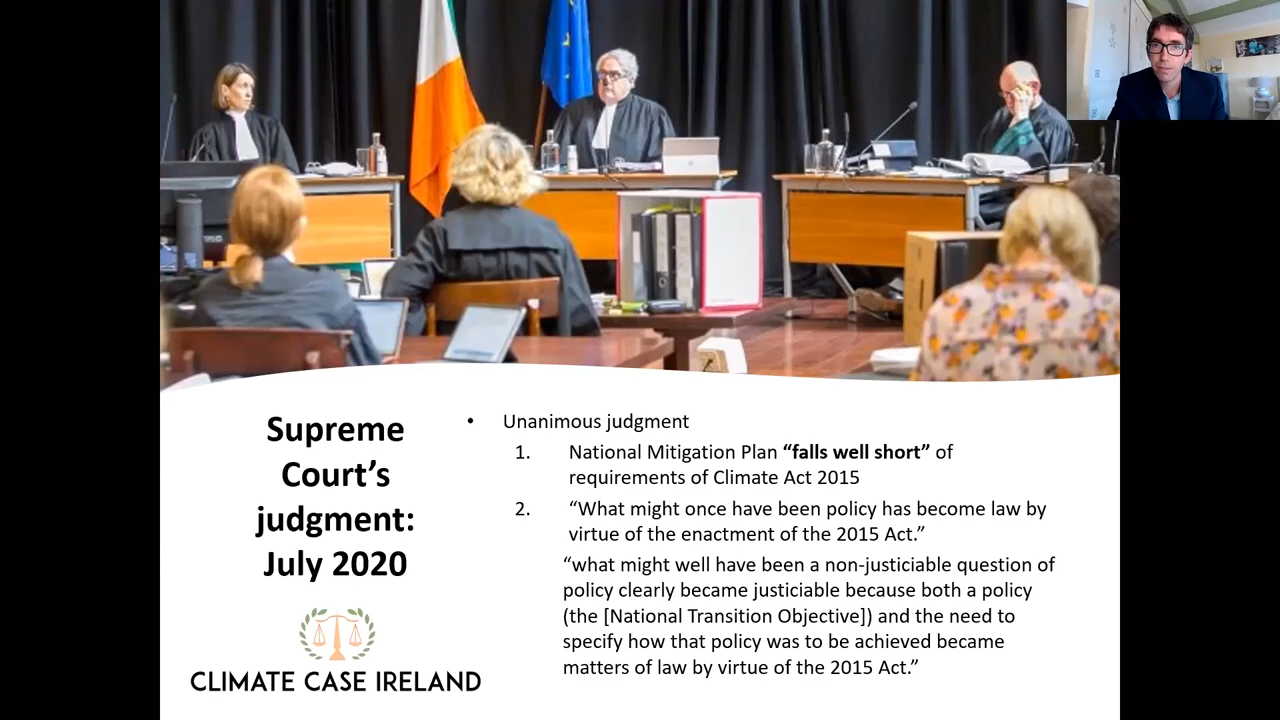 Supreme
Court’s
judgment:
July 2020
CLIMATE CASE IRELAND
• Unanimous judgment
1. National Mitigation Plan “falls well short” of
requirements of Climate Act 2015
2. “What might once have been policy has become law by
virtue of the enactment of the 2015 Act.”
“what might well have been a non-justiciable question of
policy clearly became justiciable because both a policy
(the [National Transition Objective]) and the need to
specify how that policy was to be achieved became
matters of law by virtue of the 2015 Act.”